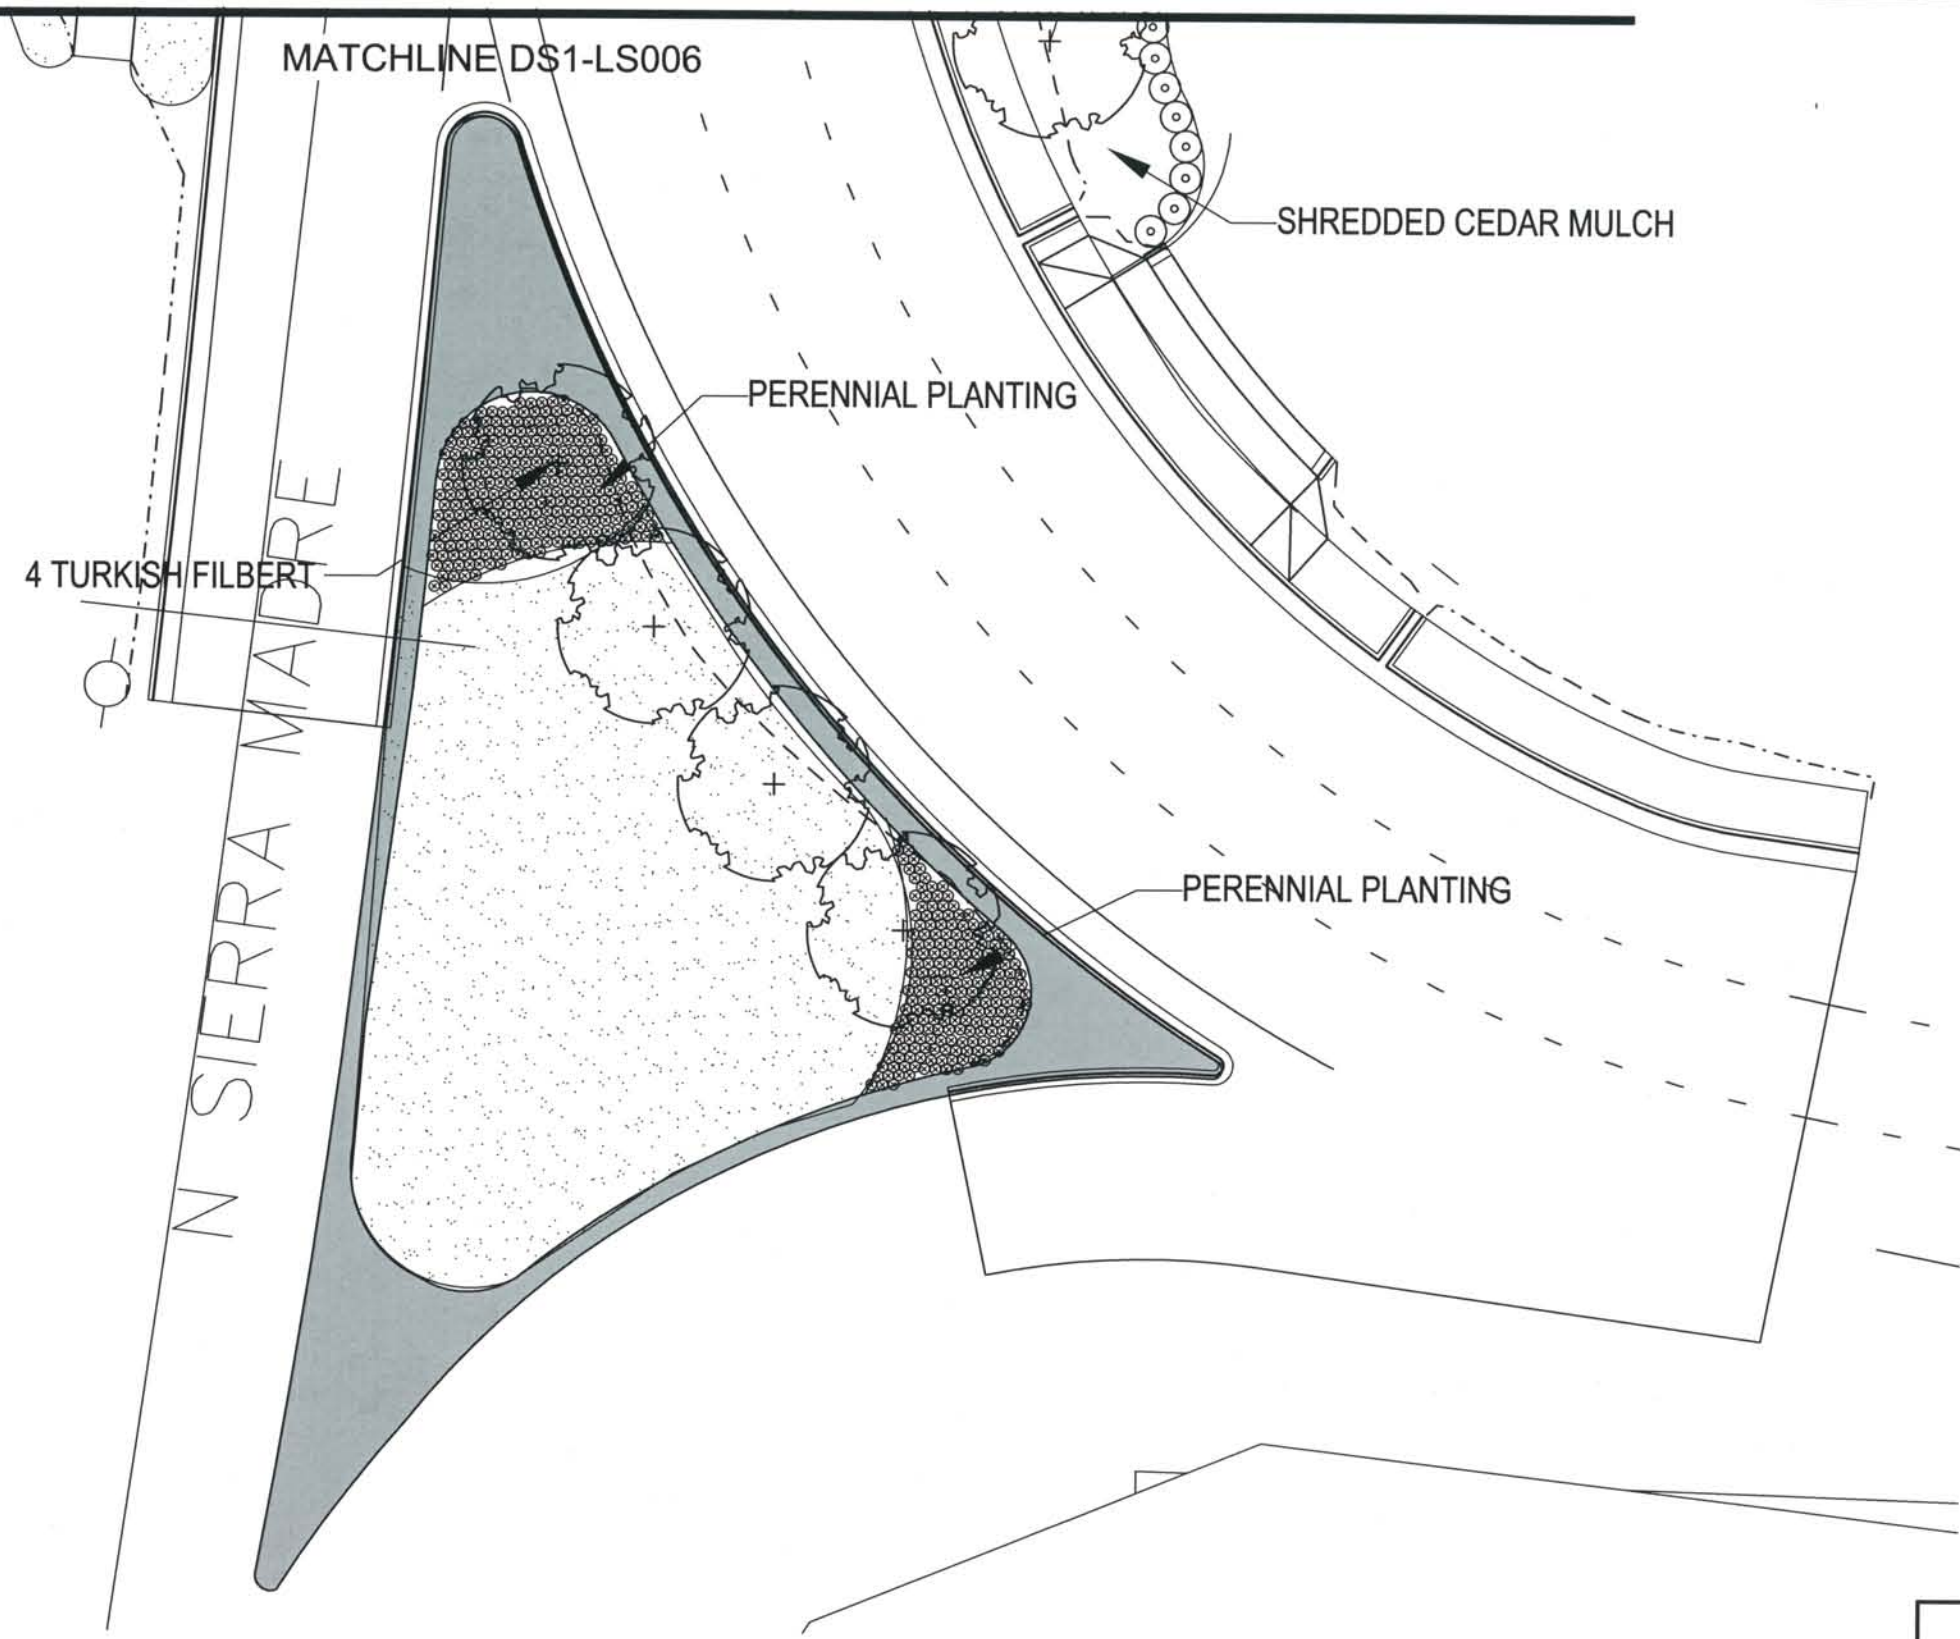 MATCHLINE DS1-LS006
SHREDDED CEDAR MULCH
PERENNIAL PLANTING
4 TURKISH FILBERT
N SIERRA MADRE
PERENNIAL PLANTING